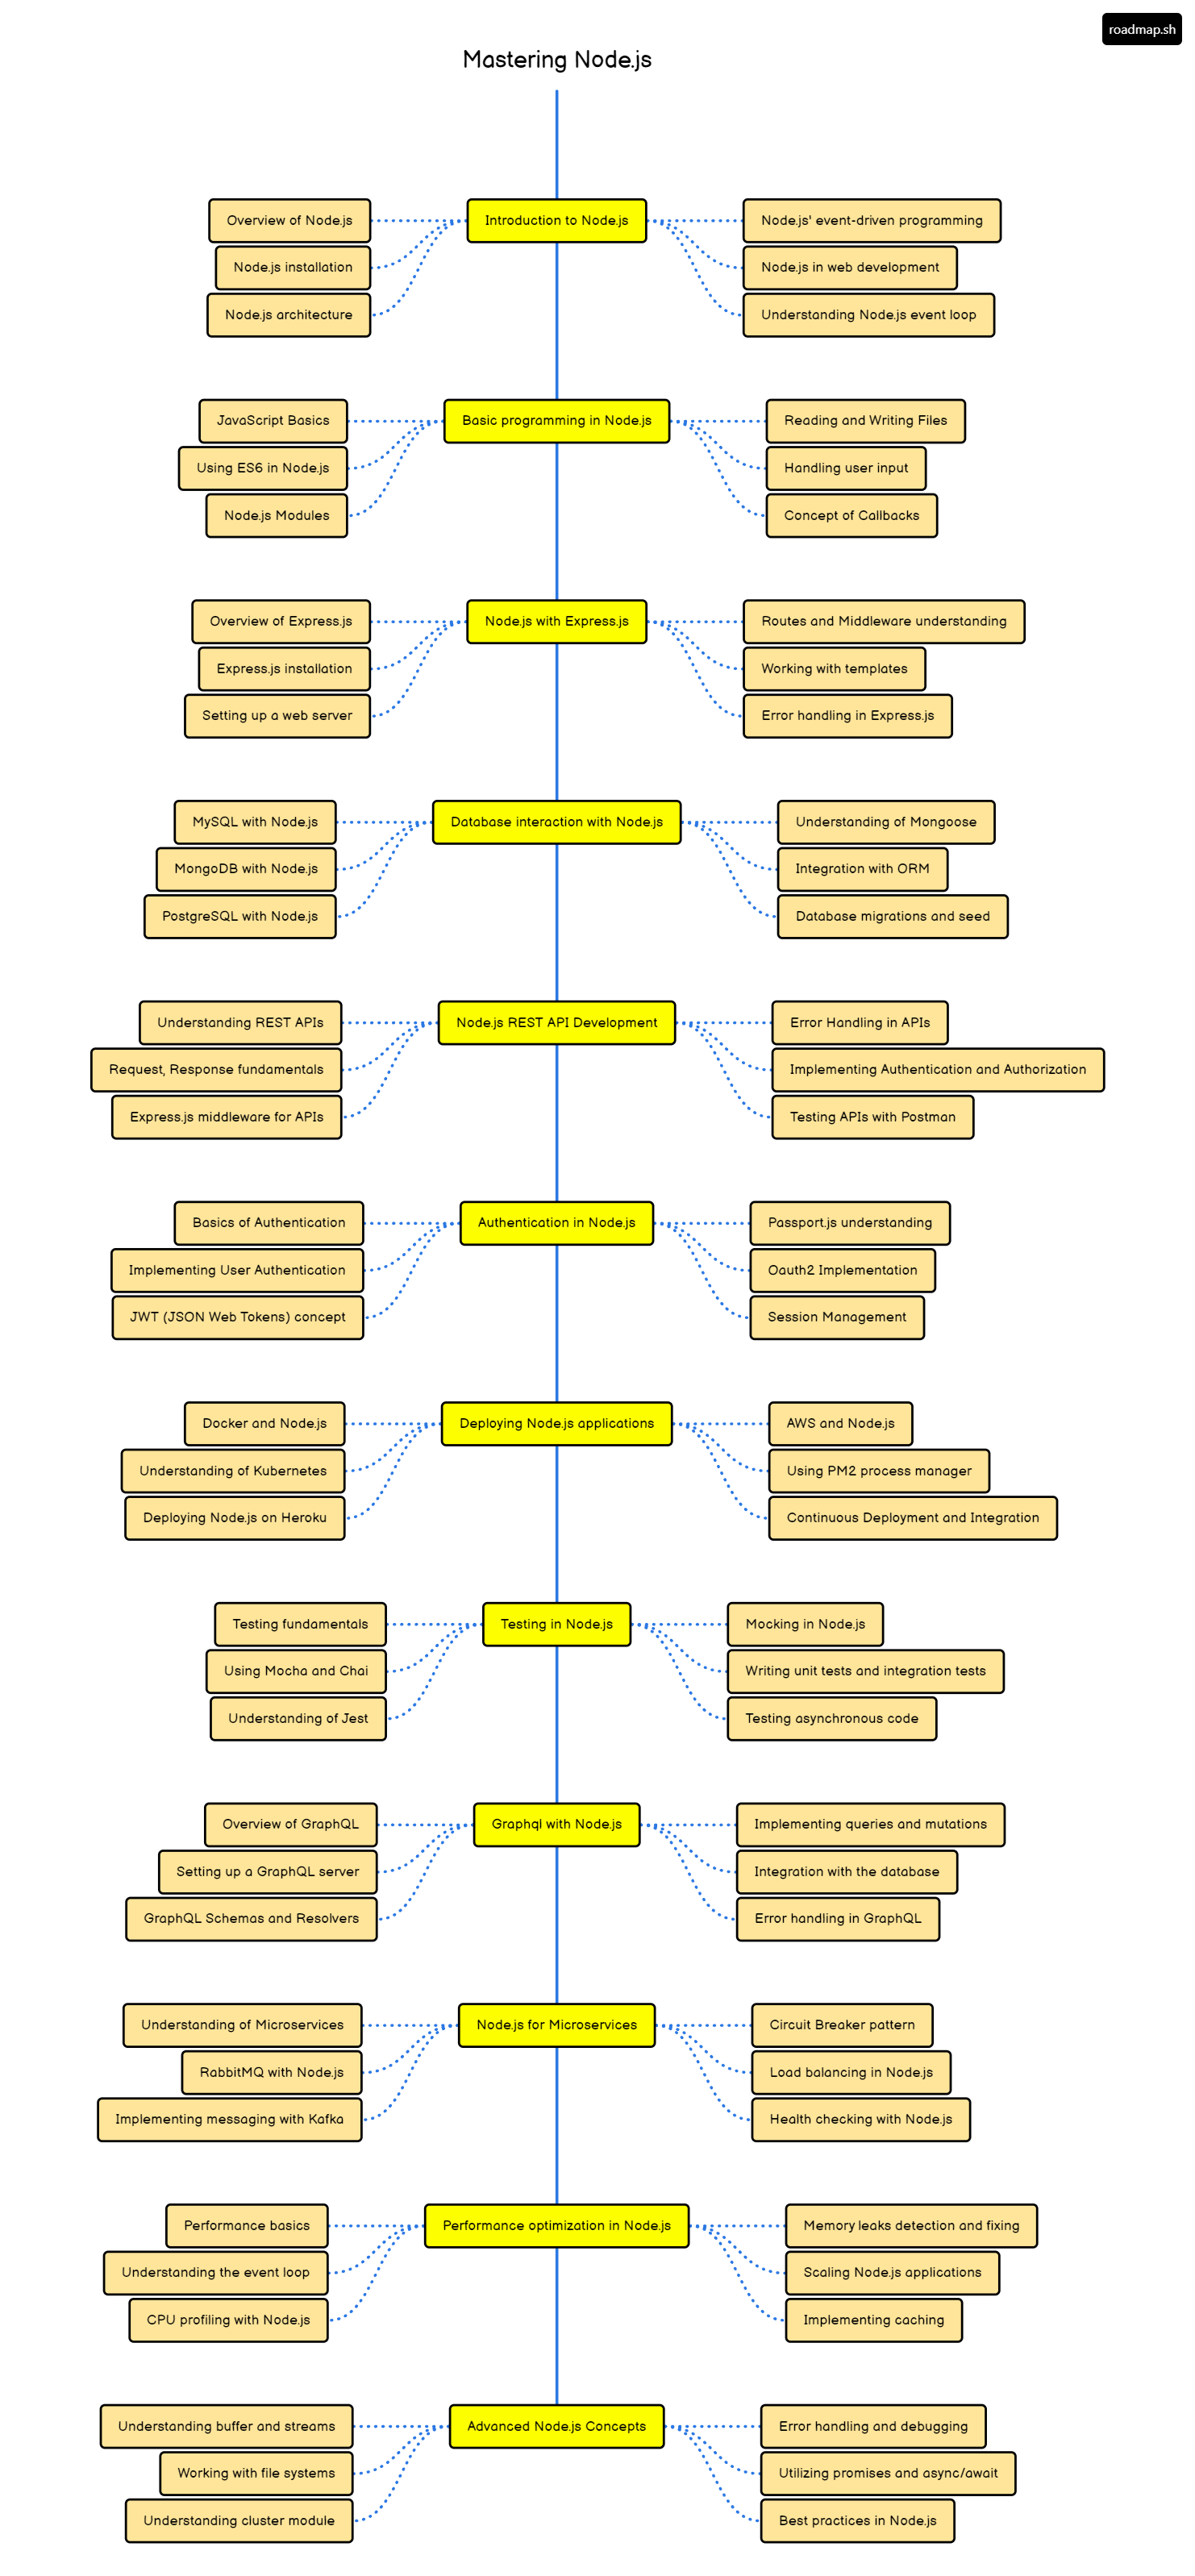 roadmap.sh
Mastering Node.js
Introduction to Node.js
Overview of Node.js
Node.js installation
Node.js architecture
Node.js' event-driven programming
Node.js in web development
Understanding Node.js event loop
Basic programming in Node.js
JavaScript Basics
Using ES6 in Node.js
Node.js Modules
Reading and Writing Files
Handling user input
Concept of Callbacks
Node.js with Express.js
Overview of Express.js
Express.js installation
Setting up a web server
Routes and Middleware understanding
Working with templates
Error handling in Express.js
Database interaction with Node.js
MySQL with Node.js
MongoDB with Node.js
PostgreSQL with Node.js
Understanding of Mongoose
Integration with ORM
Database migrations and seed
Node.js REST API Development
Understanding REST APIs
Request, Response fundamentals
Express.js middleware for APIs
Error Handling in APIs
Implementing Authentication and Authorization
Testing APIs with Postman
Authentication in Node.js
Basics of Authentication
Implementing User Authentication
JWT (JSON Web Tokens) concept
Passport.js understanding
Oauth2 Implementation
Session Management
Deploying Node.js applications
Docker and Node.js
Understanding of Kubernetes
Deploying Node.js on Heroku
AWS and Node.js
Using PM2 process manager
Continuous Deployment and Integration
Testing in Node.js
Testing fundamentals
Using Mocha and Chai
Understanding of Jest
Mocking in Node.js
Writing unit tests and integration tests
Testing asynchronous code
Graphql with Node.js
Overview of GraphQL
Setting up a GraphQL server
GraphQL Schemas and Resolvers
Implementing queries and mutations
Integration with the database
Error handling in GraphQL
Node.js for Microservices
Understanding of Microservices
RabbitMQ with Node.js
Implementing messaging with Kafka
Circuit Breaker pattern
Load balancing in Node.js
Health checking with Node.js
Performance optimization in Node.js
Performance basics
Understanding the event loop
CPU profiling with Node.js
Memory leaks detection and fixing
Scaling Node.js applications
Implementing caching
Advanced Node.js Concepts
Understanding buffer and streams
Working with file systems
Understanding cluster module
Error handling and debugging
Utilizing promises and async/await
Best practices in Node.js